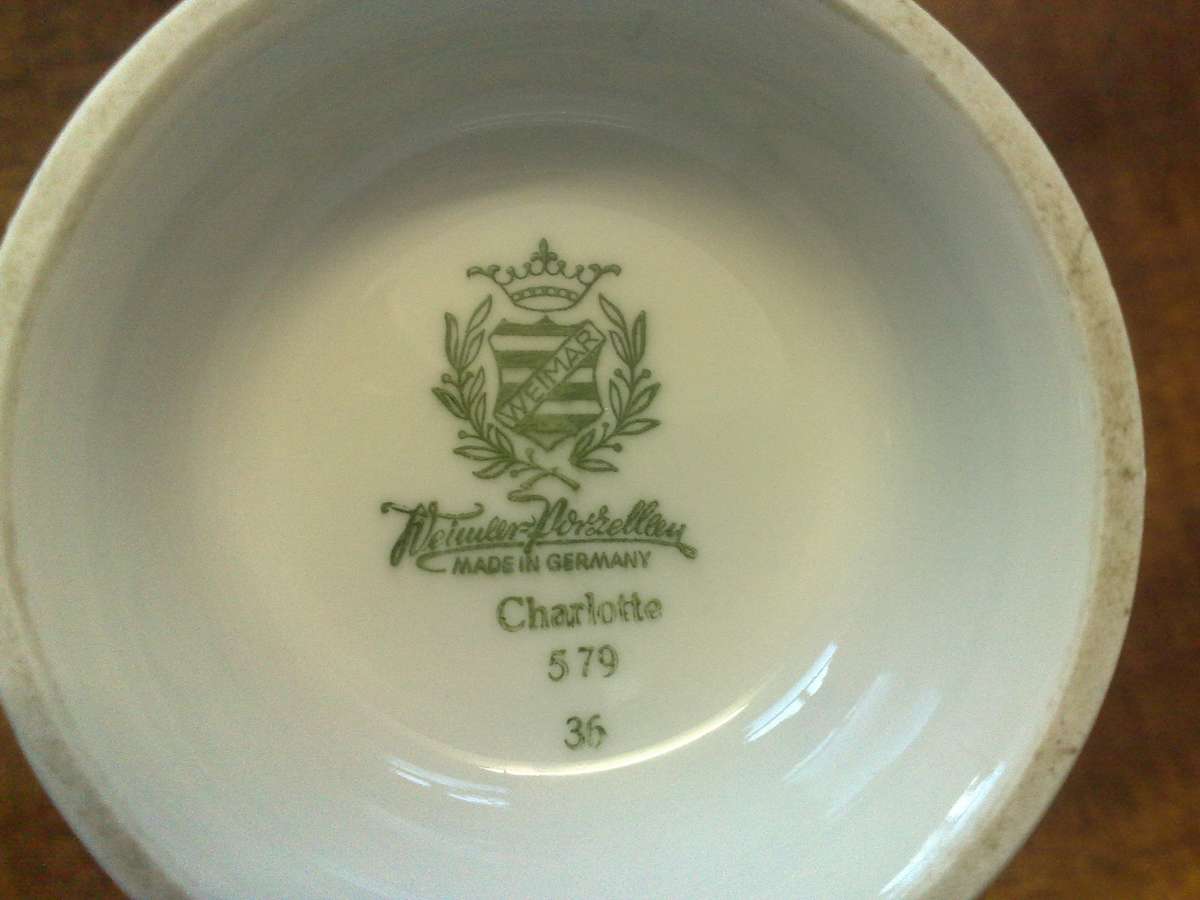 WEIMAR
Weimar-Porzellan
MADE IN GERMANY
Charlotte
579
36